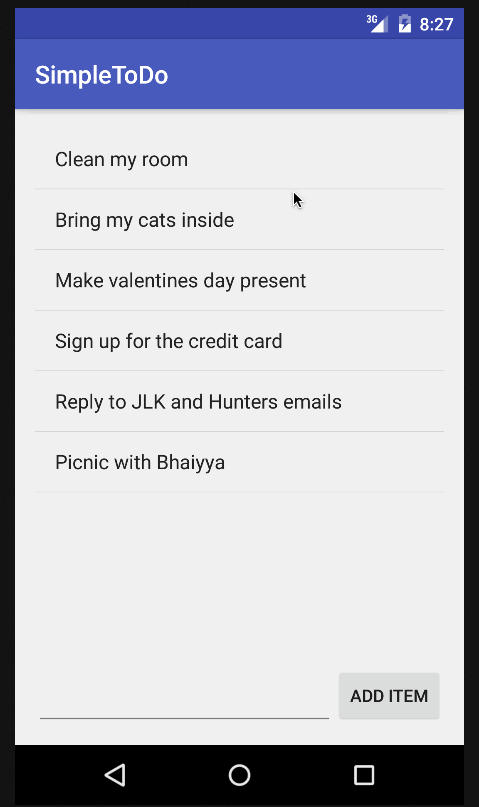 3G 8:27
SimpleToDo
Clean my room
Bring my cats inside
Make valentines day present
Sign up for the credit card
Reply to JLK and Hunters emails
Picnic with Bhaiyya
ADD ITEM